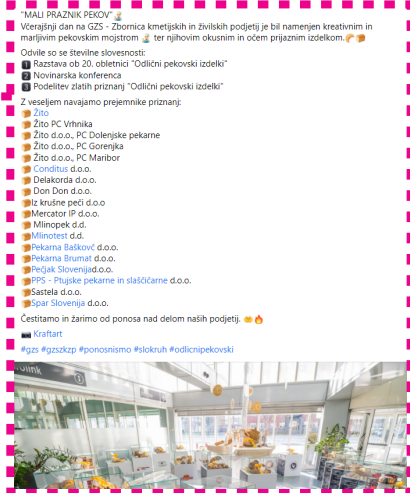 "MALI PRAZNIK PEKOV"
Včerajšnji dan na GZS - Zbornica kmetijskih in živilskih podjetij je bil namenjen kreativnim in
marljivim pekovskim mojstrom 👨‍🍳 ter njihovim okusnim in očem prijaznim izdelkom.🥐🍞
Odvile so se številne slovesnosti:
1️⃣ Razstava ob 20. obletnici "Odlični pekovski izdelki"
2️⃣ Novinarska konferenca
3️⃣ Podelitev zlatih priznanj "Odlični pekovski izdelki"
Z veseljem navajamo prejemnike priznanj:
🍞 Žito
🍞 Žito PC Vrhnika
🍞 Žito d.o.o., PC Dolenjske pekarne
🍞 Žito d.o.o., PC Gorenjka
🍞 Žito d.o.o., PC Maribor
🍞 Conditus d.o.o.
🍞 Delakorda d.o.o.
🍞 Don Don d.o.o.
🍞Iz krušne peči d.o.o
🍞Mercator IP d.o.o.
🍞 Mlinopek d.d.
🍞Mlinotest d.d.
🍞Pekarna Baškovč d.o.o.
🍞Pekarna Brumat d.o.o.
🍞Pečjak Slovenijad.o.o.
🍞PPS - Ptujske pekarne in slaščičarne d.o.o.
🍞Sastela d.o.o.
🍞Spar Slovenija d.o.o.
Čestitamo in žarimo od ponosa nad delom naših podjetij. 👏🔥
📷 Kraftart
#gzs #gzszkzp #ponosnismo #slokruh #odlicnipekovski